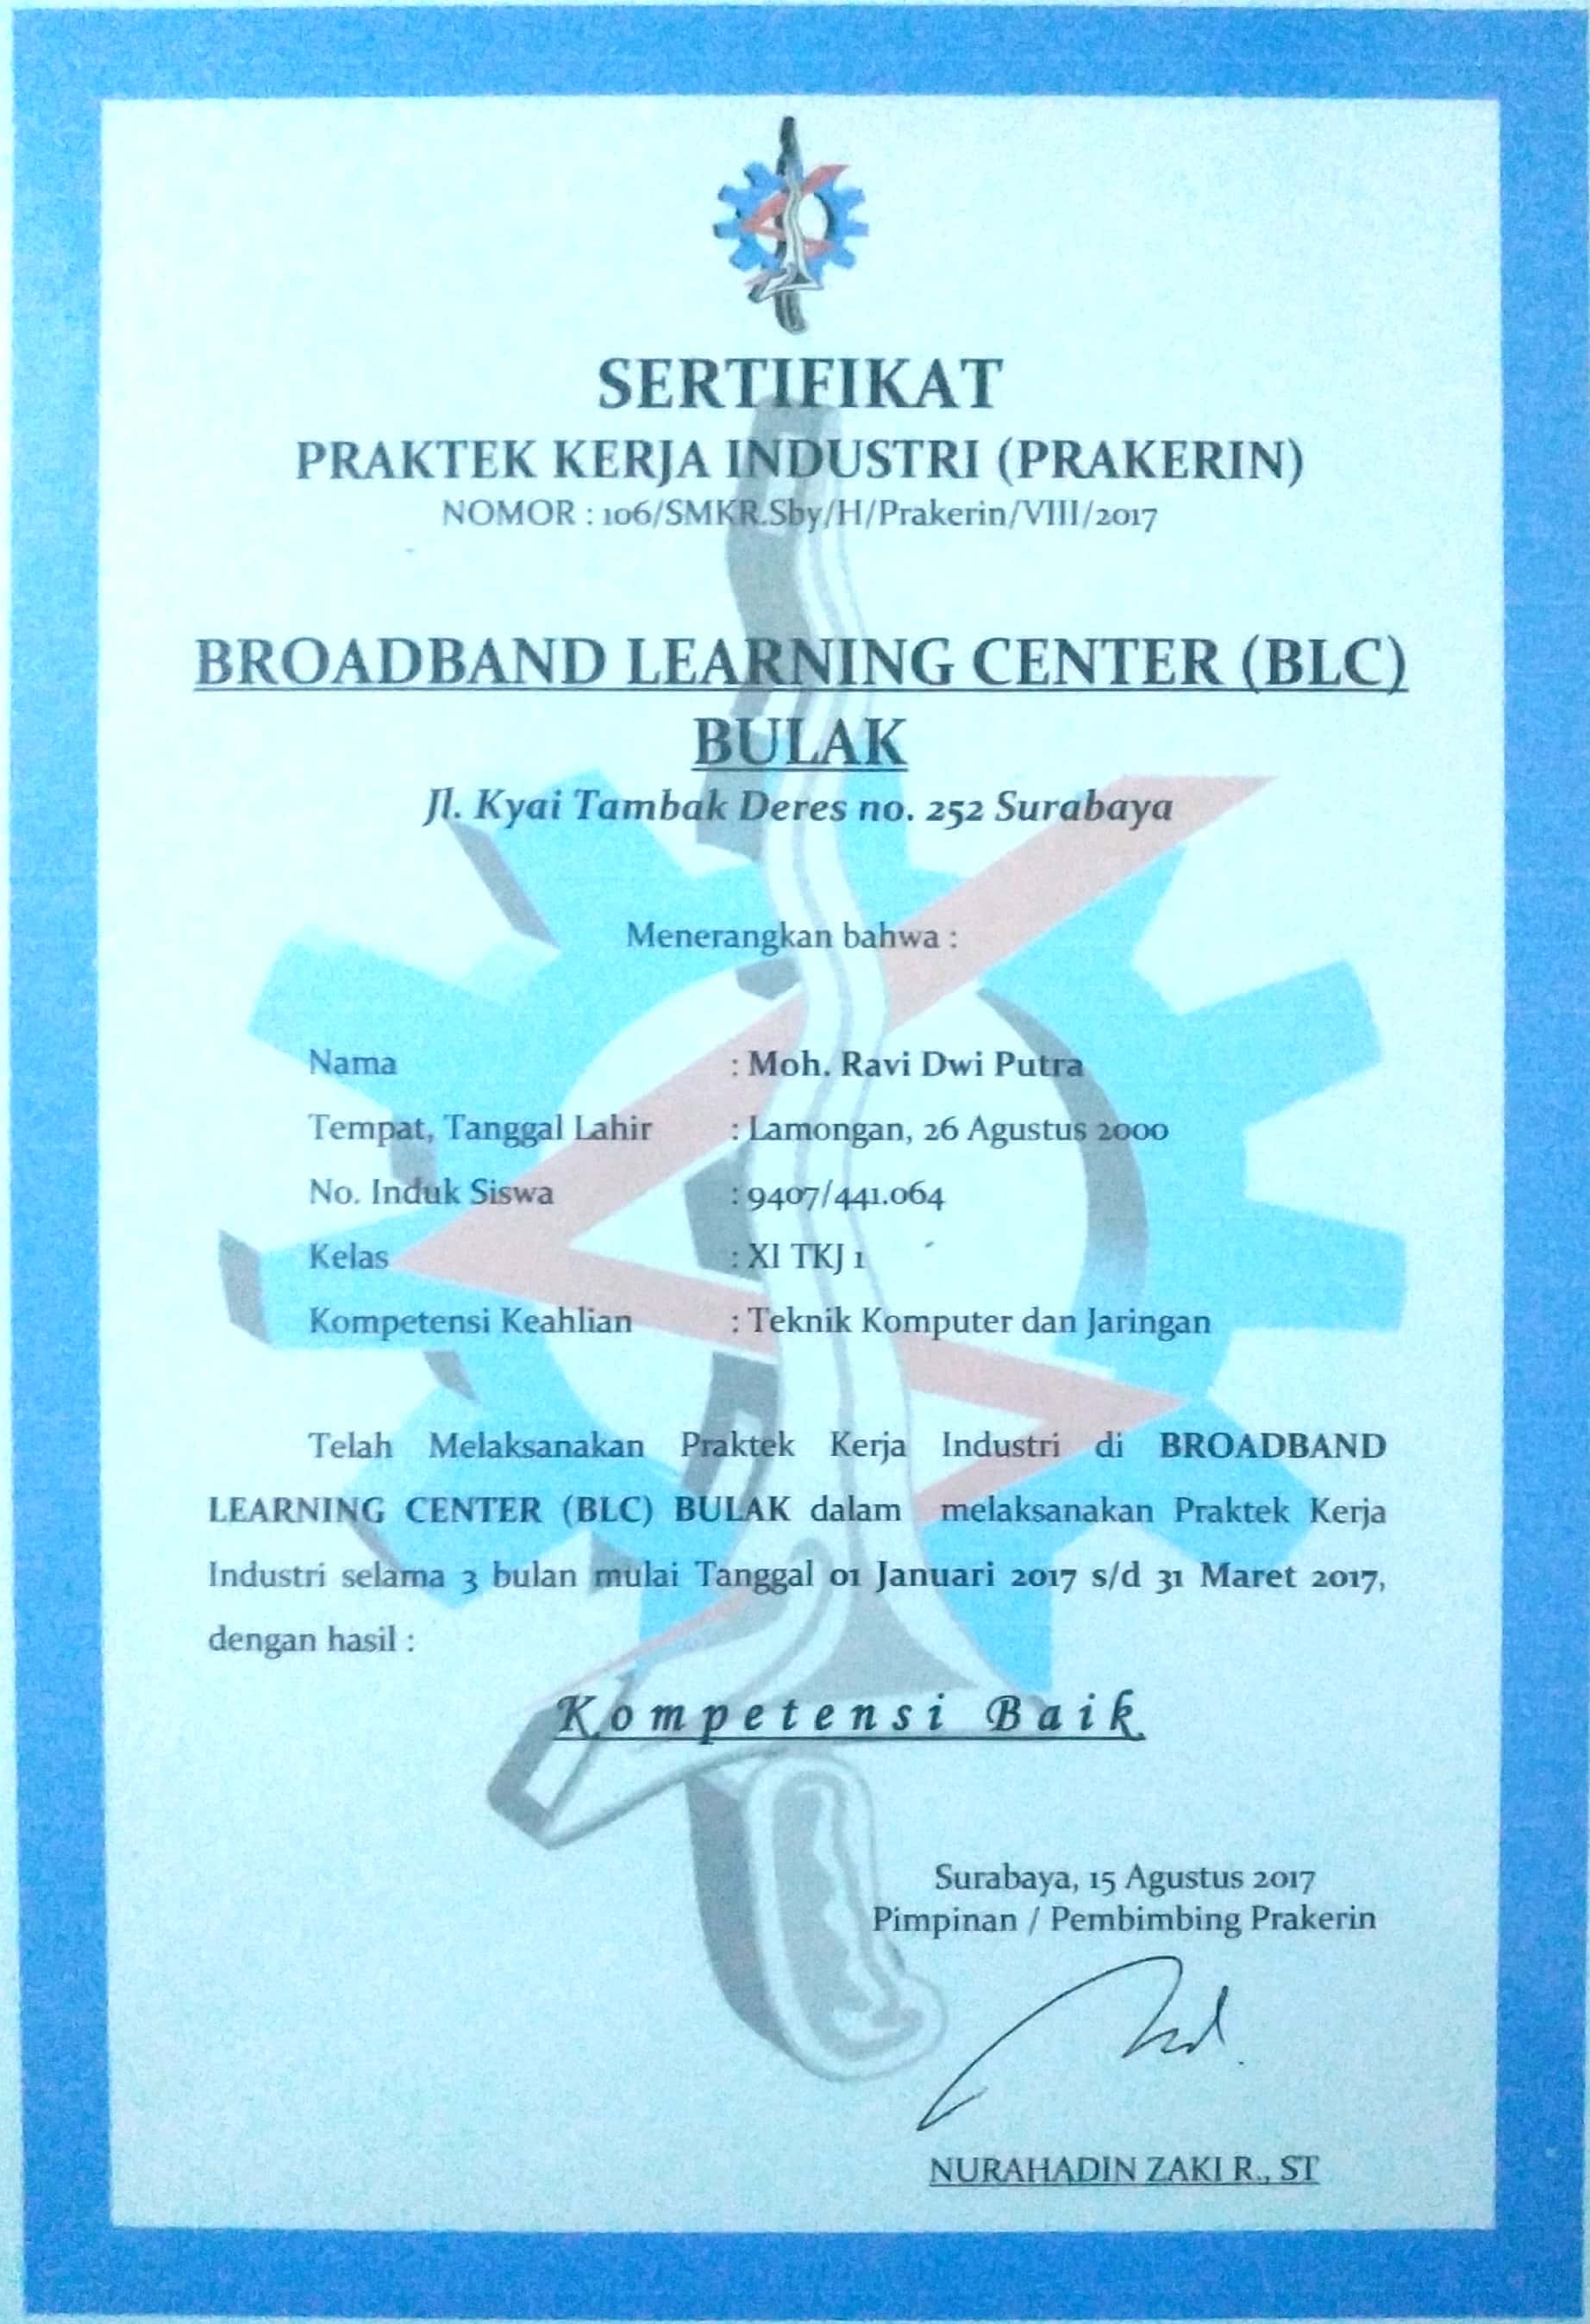 SERTIFIKAT
PRAKTEK KERJA INDUSTRI (PRAKERIN)
NOMOR : 106/SMKR.Sby/H/Prakerin/VIII/2017
BROADBAND LEARNING CENTER (BLC)
BULAK
Jl. Kyai Tambak Deres no. 252 Surabaya
Menerangkan bahwa :
Nama : Moh. Ravi Dwi Putra
Tempat, Tanggal Lahir : Lamongan, 26 Agustus 2000
No. Induk Siswa : 9407/441.064
Kelas : XI TKJ 1
Kompetensi Keahlian : Teknik Komputer dan Jaringan
Telah Melaksanakan Praktek Kerja Industri di BROADBAND
LEARNING CENTER (BLC) BULAK dalam melaksanakan Praktek Kerja
Industri selama 3 bulan mulai Tanggal 01 Januari 2017 s/d 31 Maret 2017,
dengan hasil :
Kompetensi Baik
Surabaya, 15 Agustus 2017
Pimpinan / Pembimbing Prakerin
NURAHADIN ZAKI R., ST